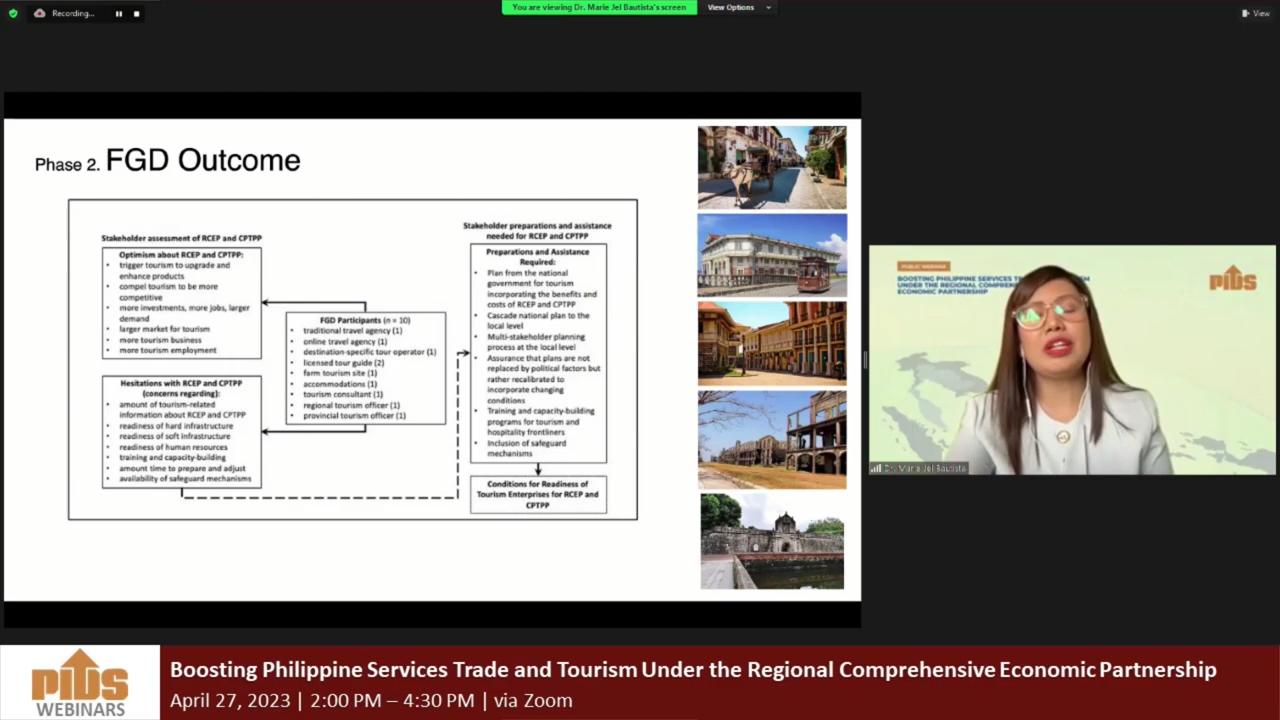 Recording...
You are viewing Dr. Marie Jel Bautista's screen
View Options
View
Phase 2. FGD Outcome
Stakeholder assessment of RCEP and CPTPP
Optimism about RCEP and CPTPP:
• trigger tourism to upgrade and
enhance products
• compel tourism to be more
competitive
• more investments, more jobs, larger
demand
• larger market for tourism
• more tourism business
• more tourism employment
Hesitations with RCEP and CPTPP
(concerns regarding):
• amount of tourism-related
information about RCEP and CPTPP
• readiness of hard infrastructure
• readiness of soft infrastructure
• readiness of human resources
• training and capacity-building
• amount time to prepare and adjust
• availability of safeguard mechanisms
FGD Participants (n = 10)
• traditional travel agency (1)
• online travel agency (1)
• destination-specific tour operator (1)
• licensed tour guide (2)
• farm tourism site (1)
• accommodations (1)
• tourism consultant (1)
• regional tourism officer (1)
• provincial tourism officer (1)
Stakeholder preparations and assistance
needed for RCEP and CPTPP
Preparations and Assistance
Required:
• Plan from the national
government for tourism
incorporating the benefits and
costs of RCEP and CPTPP
• Cascade national plan to the
local level
• Multi-stakeholder planning
process at the local level
• Assurance that plans are not
replaced by political factors but
rather recalibrated to
incorporate changing
conditions
• Training and capacity-building
programs for tourism and
hospitality frontliners
• Inclusion of safeguard
mechanisms
Conditions for Readiness of
Tourism Enterprises for RCEP and
CPTPP
PUBLIC WEBINAR
BOOSTING PHILIPPINE SERVICES
UNDER THE REGIONAL
ECONOMIC PARTNERSHIP
PIDS
Dr. Marie Jel Bautista
PIDS
WEBINARS
Boosting Philippine Services Trade and Tourism Under the Regional Comprehensive Economic Partnership
April 27, 2023 | 2:00 PM – 4:30 PM | via Zoom